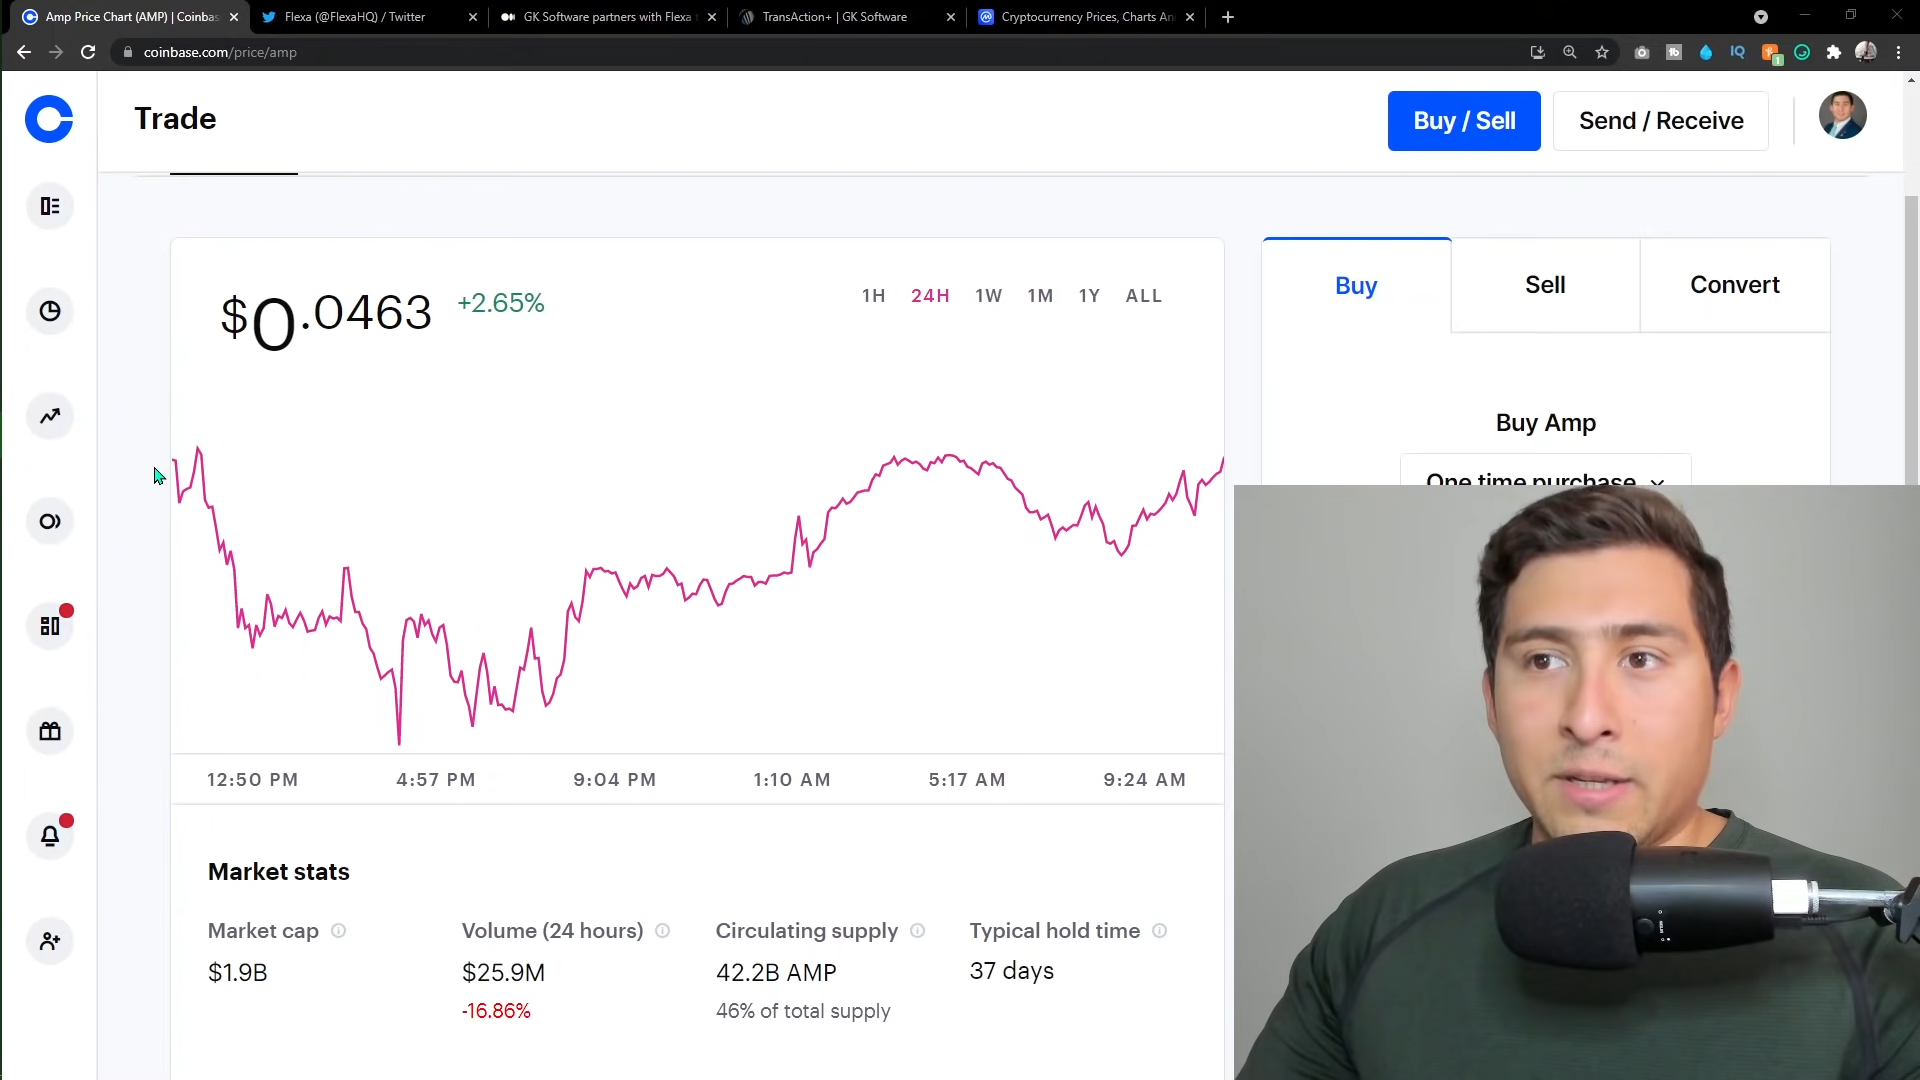 Amp Price Chart (AMP) | Coinbas
Flexa (@FlexaHQ) / Twitter
GK Software partners with Flexa t
TransAction+ | GK Software
Cryptocurrency Prices, Charts An
coinbase.com/price/amp
Trade
Buy / Sell
Send / Receive
$0.0463
+2.65%
1H 24H 1W 1M 1Y ALL
Buy Sell Convert
Buy Amp
One time purchase
12:50 PM 4:57 PM 9:04 PM 1:10 AM 5:17 AM 9:24 AM
Market stats
Market cap Volume (24 hours) Circulating supply Typical hold time
$1.9B $25.9M 42.2B AMP 37 days
-16.86% 46% of total supply